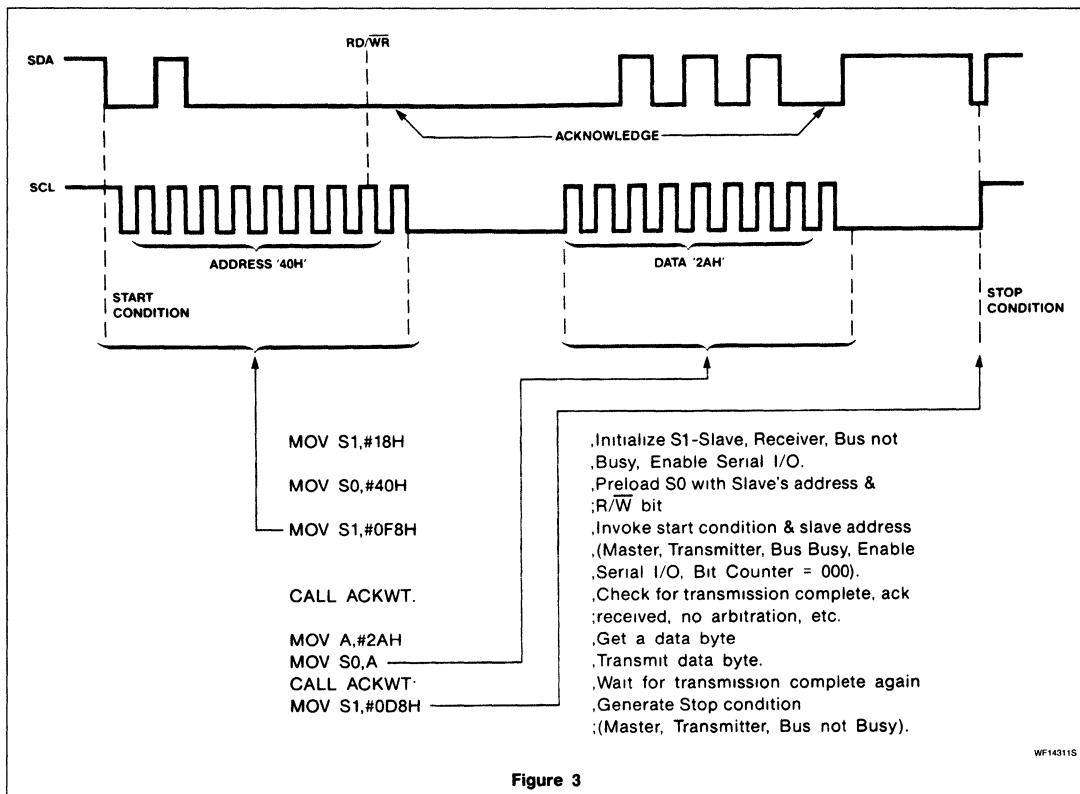 RD/WR
SDA
ACKNOWLEDGE
SCL
ADDRESS '40H'
DATA '2AH'
START
CONDITION
STOP
CONDITION
MOV S1,#18H ,Initialize S1-Slave, Receiver, Bus not
,Busy, Enable Serial I/O.
MOV S0,#40H ,Preload S0 with Slave's address &
;R/W bit
MOV S1,#0F8H ,Invoke start condition & slave address
,(Master, Transmitter, Bus Busy, Enable
,Serial I/O, Bit Counter = 000).
CALL ACKWT. ,Check for transmission complete, ack
;received, no arbitration, etc.
MOV A,#2AH ,Get a data byte
MOV S0,A ,Transmit data byte.
CALL ACKWT· ,Wait for transmission complete again
MOV S1,#0D8H ,Generate Stop condition
;(Master, Transmitter, Bus not Busy).
WF14311S
Figure 3